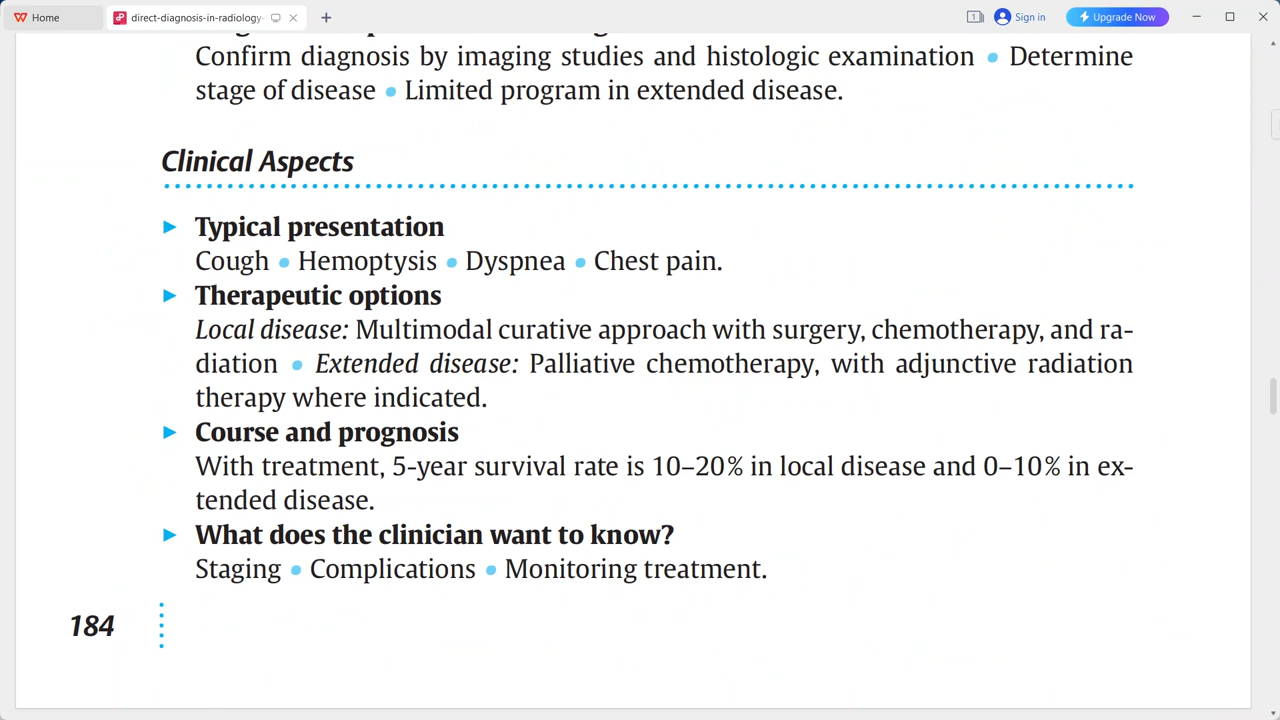 Home
direct-diagnosis-in-radiology-
Sign in
Upgrade Now
Confirm diagnosis by imaging studies and histologic examination • Determine
stage of disease • Limited program in extended disease.
Clinical Aspects
► Typical presentation
Cough • Hemoptysis • Dyspnea • Chest pain.
► Therapeutic options
Local disease: Multimodal curative approach with surgery, chemotherapy, and ra-
diation • Extended disease: Palliative chemotherapy, with adjunctive radiation
therapy where indicated.
► Course and prognosis
With treatment, 5-year survival rate is 10–20% in local disease and 0–10% in ex-
tended disease.
► What does the clinician want to know?
Staging • Complications • Monitoring treatment.
184